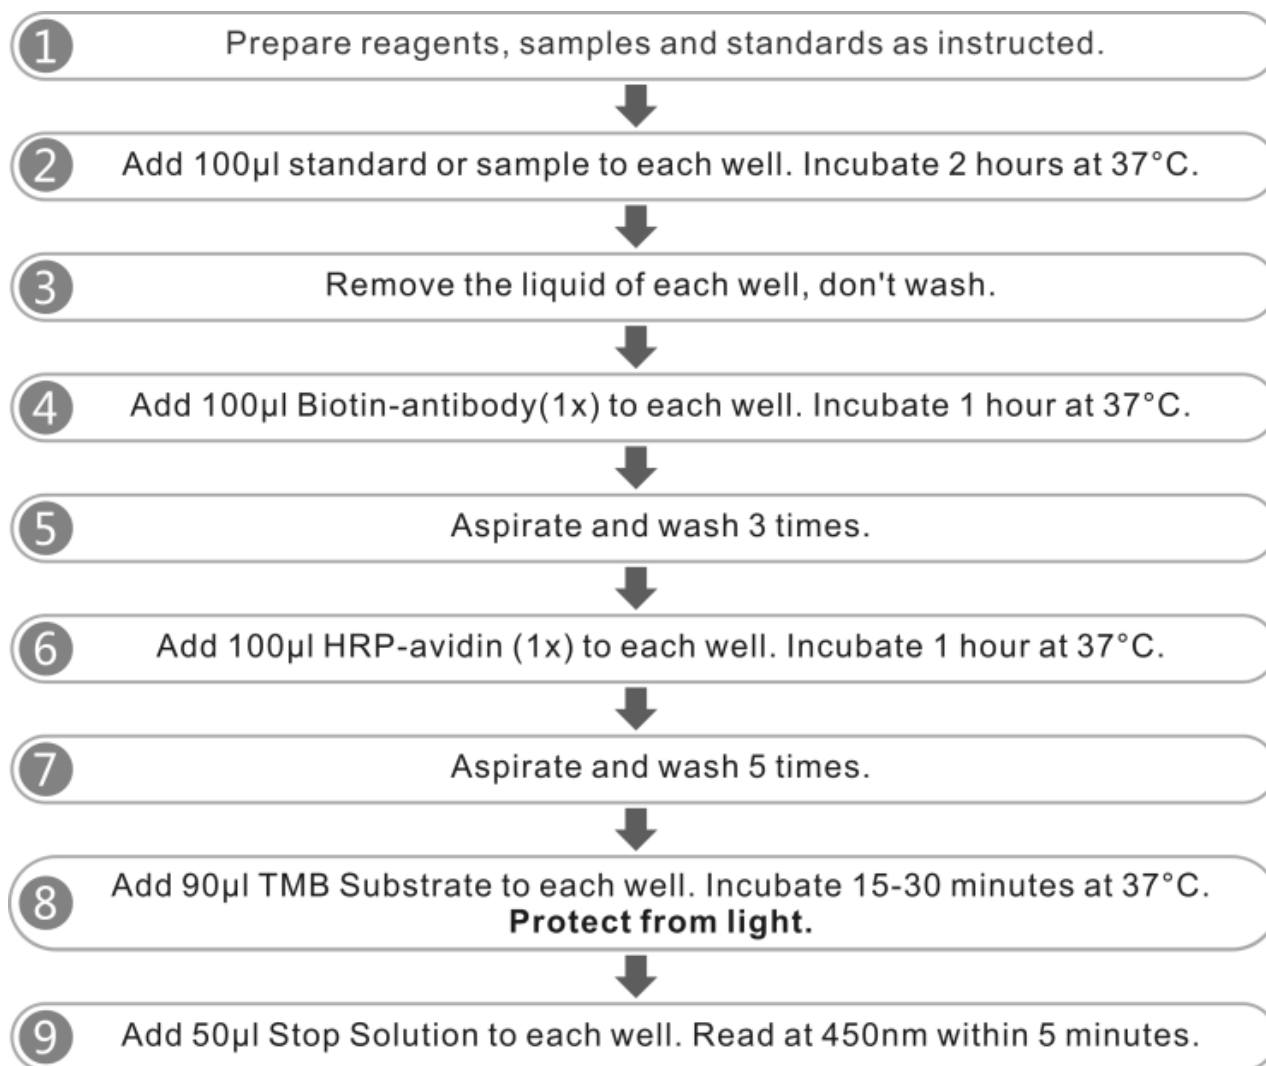 1 Prepare reagents, samples and standards as instructed.
2 Add 100µl standard or sample to each well. Incubate 2 hours at 37°C.
3 Remove the liquid of each well, don't wash.
4 Add 100µl Biotin-antibody(1x) to each well. Incubate 1 hour at 37°C.
5 Aspirate and wash 3 times.
6 Add 100µl HRP-avidin (1x) to each well. Incubate 1 hour at 37°C.
7 Aspirate and wash 5 times.
8 Add 90µl TMB Substrate to each well. Incubate 15-30 minutes at 37°C.
Protect from light.
9 Add 50µl Stop Solution to each well. Read at 450nm within 5 minutes.